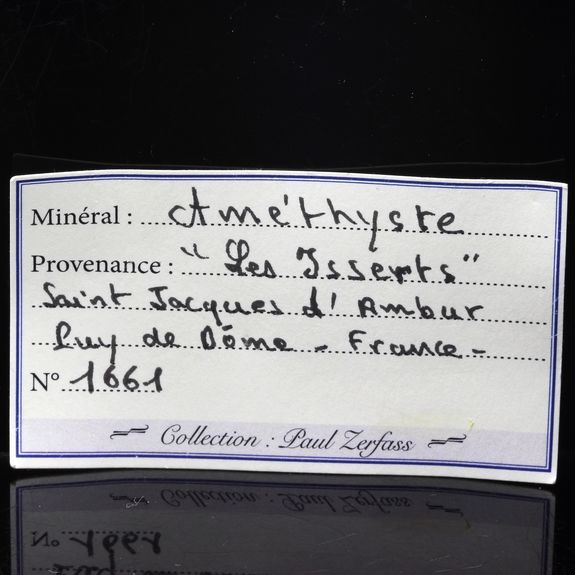 Minéral : Améthyste
Provenance : "Les Isserts"
Saint Jacques d'Ambur
Puy de Dôme - France -
N° 1661
Collection : Paul Zerfass